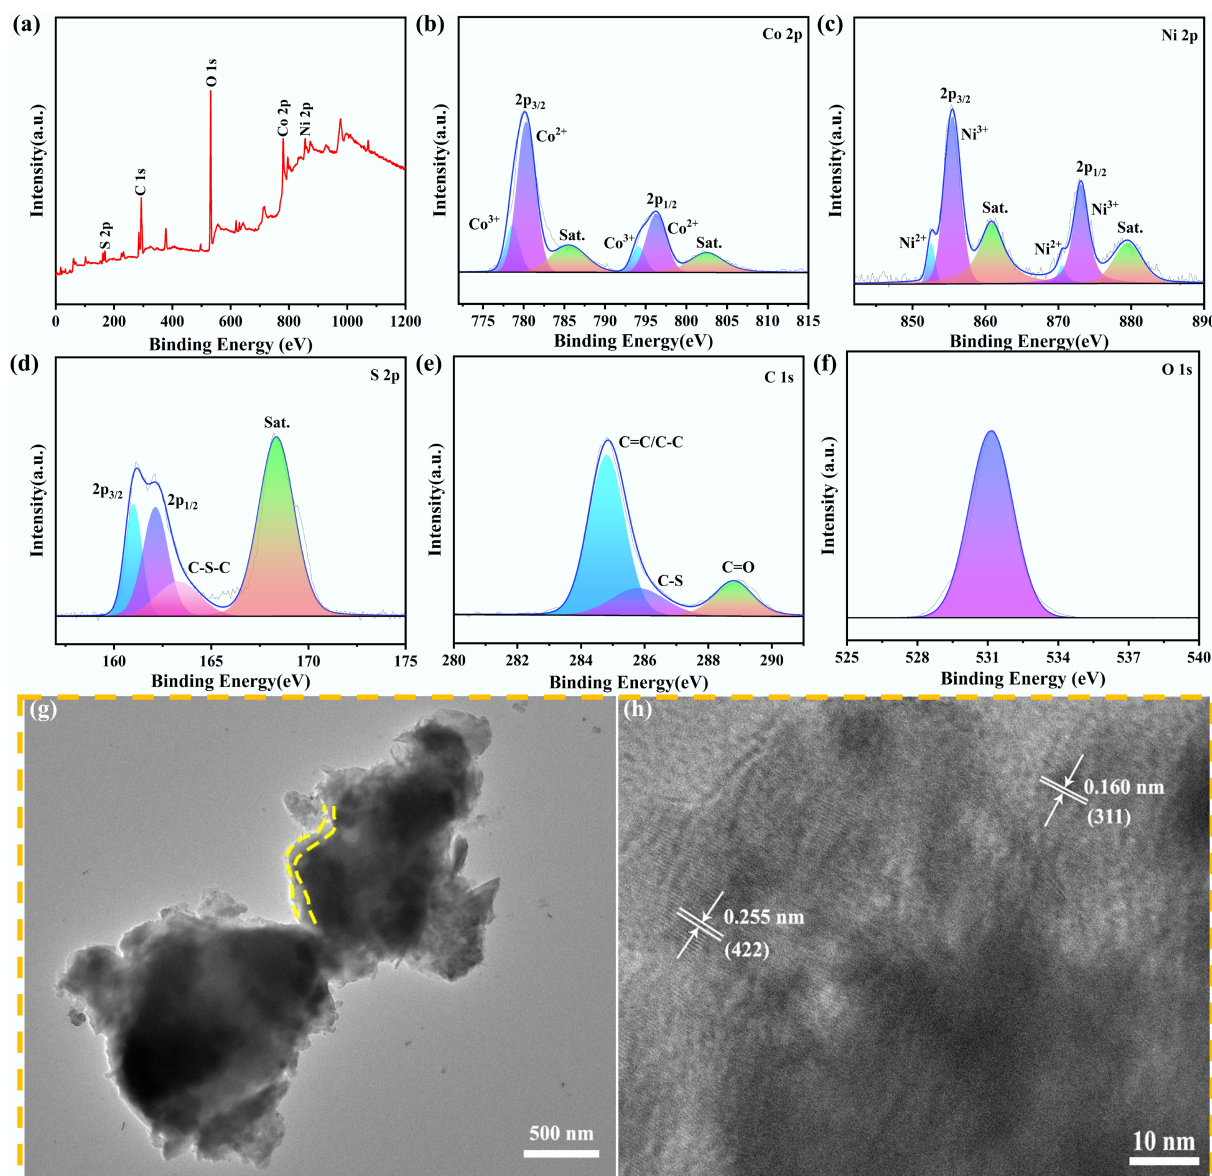 (a)
Intensity(a.u.)
S 2p
C 1s
O 1s
Co 2p
Ni 2p
0 200 400 600 800 1000 1200
Binding Energy (eV)
(b)
Co 2p
Intensity(a.u.)
2p3/2
Co2+
Co3+
Sat.
2p1/2
Co3+
Co2+
Sat.
775 780 785 790 795 800 805 810 815
Binding Energy(eV)
(c)
Ni 2p
Intensity(a.u.)
2p3/2
Ni3+
Ni2+
Sat.
2p1/2
Ni3+
Ni2+
Sat.
850 860 870 880 890
Binding Energy(eV)
(d)
S 2p
Intensity(a.u.)
Sat.
2p3/2
2p1/2
C-S-C
160 165 170 175
Binding Energy(eV)
(e)
C 1s
Intensity(a.u.)
C=C/C-C
C-S
C=O
280 282 284 286 288 290
Binding Energy(eV)
(f)
O 1s
Intensity (a.u.)
525 528 531 534 537 540
Binding Energy (eV)
(g)
500 nm
(h)
0.160 nm
(311)
0.255 nm
(422)
10 nm